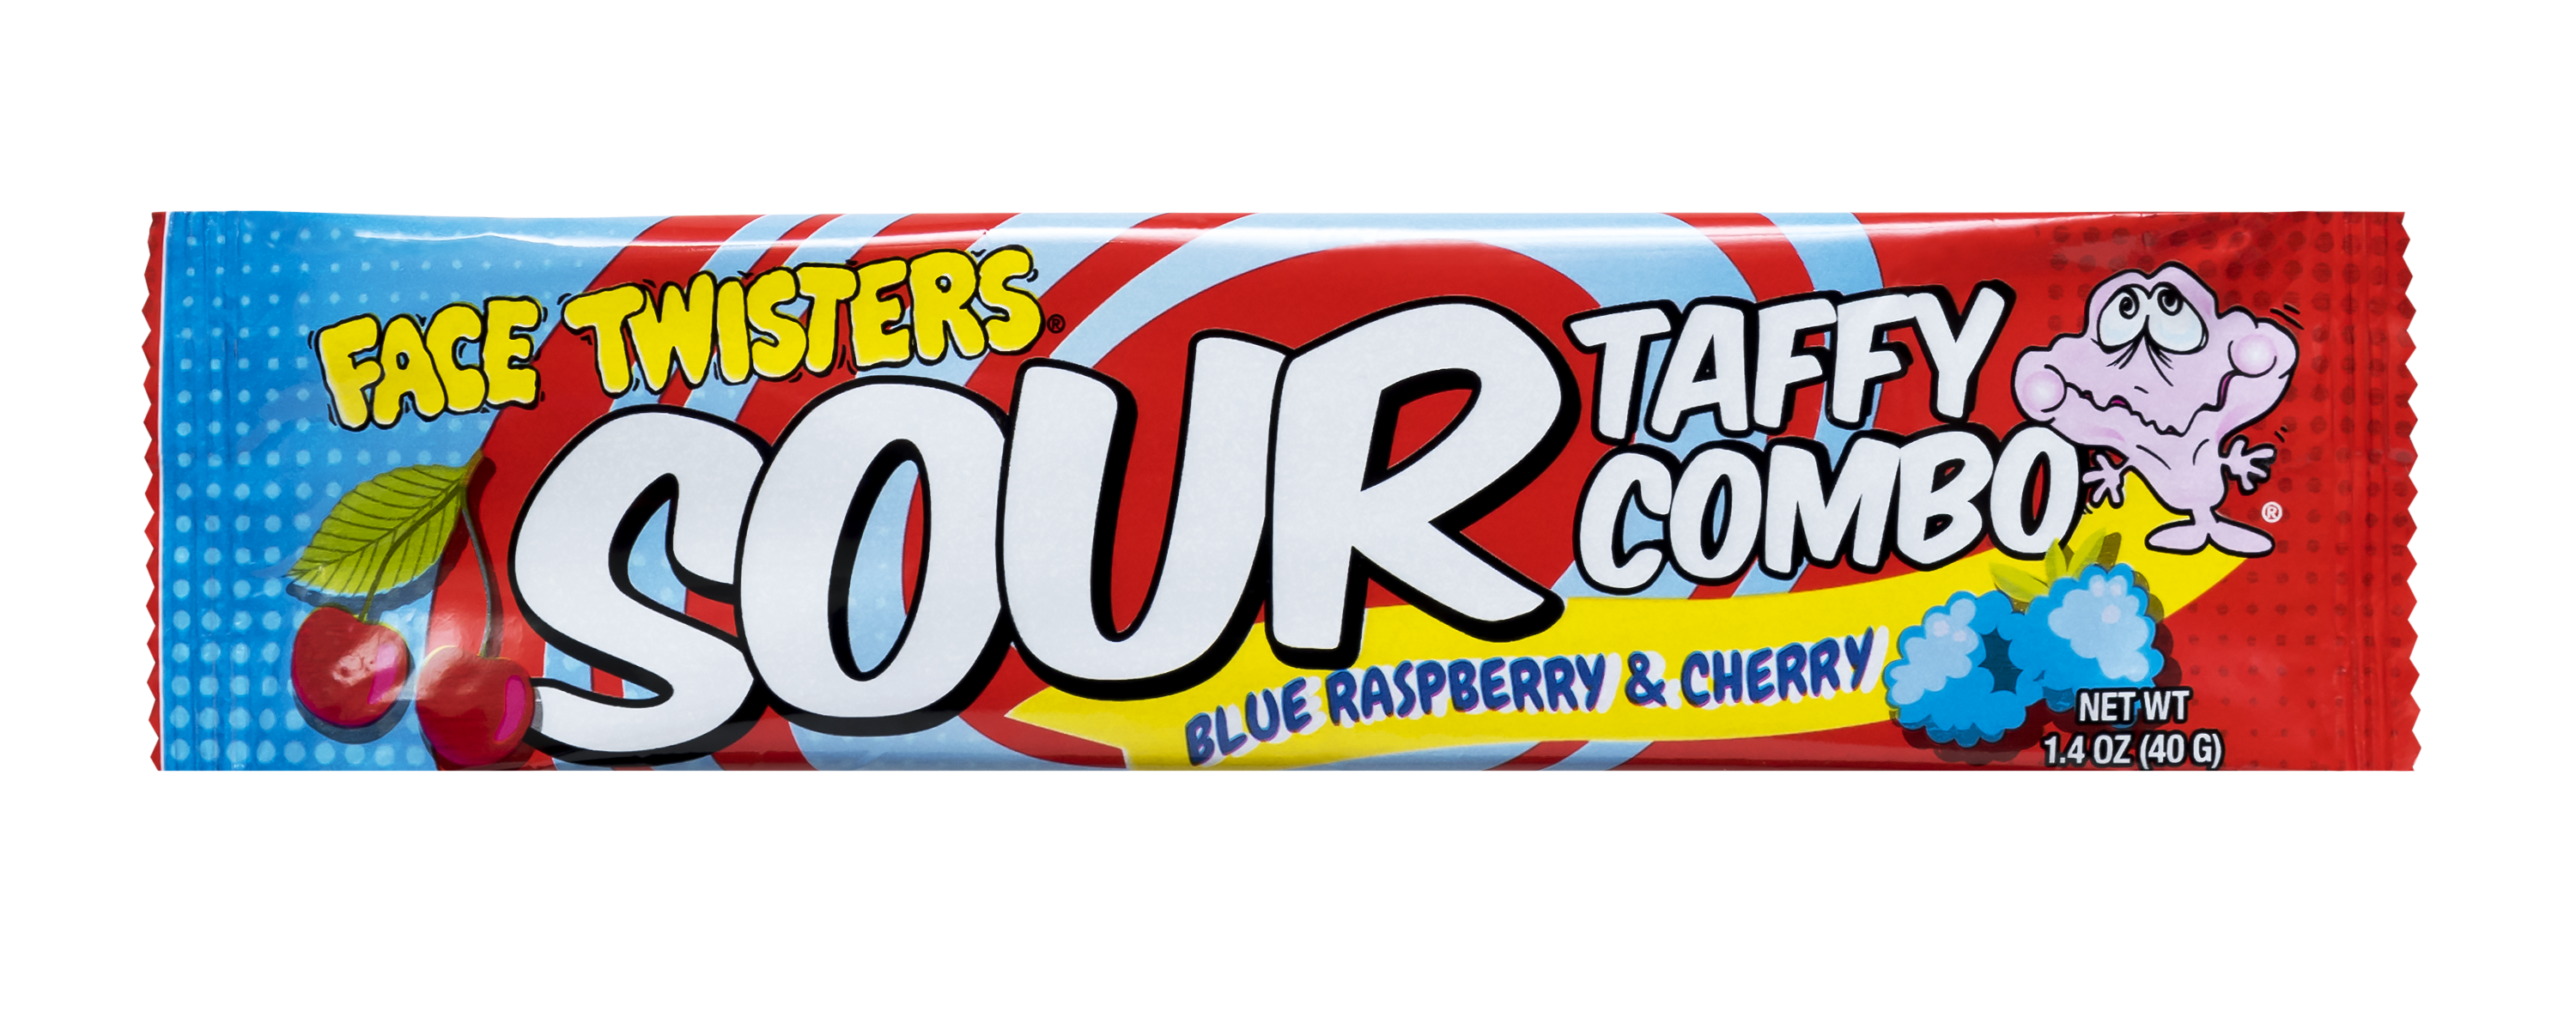 FACE TWISTERS®
SOUR
TAFFY
COMBO
®
BLUE RASPBERRY & CHERRY
NET WT
1.4 OZ (40 G)